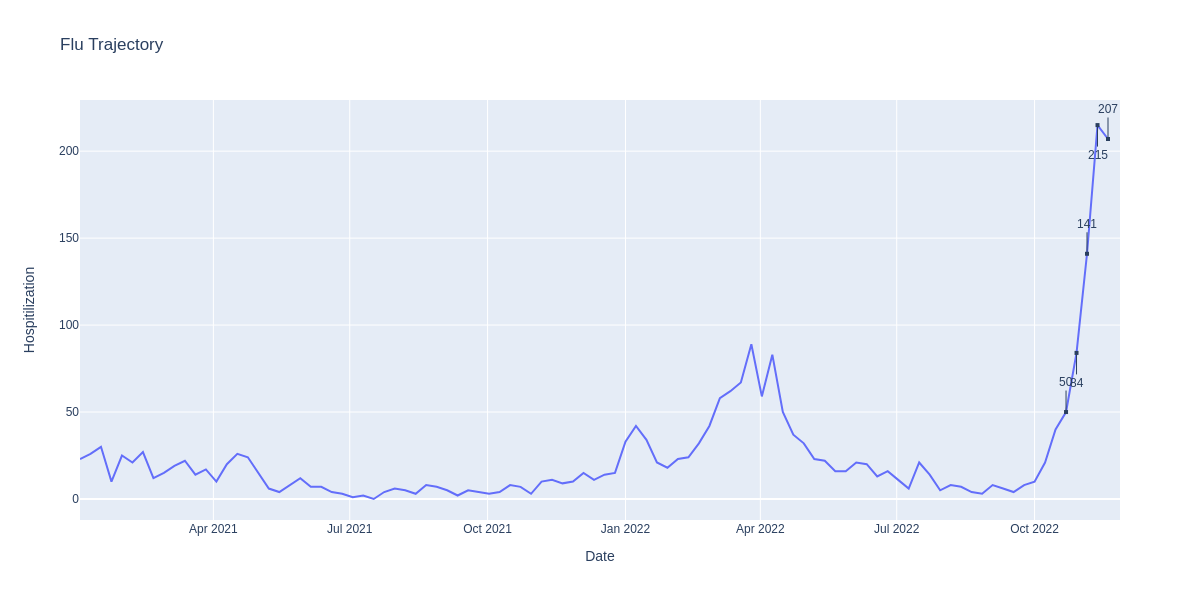 Flu Trajectory
207
215
200
141
150
100
50
84
50
0
Apr 2021
Jul 2021
Oct 2021
Jan 2022
Apr 2022
Jul 2022
Oct 2022
Date
Hospitilization